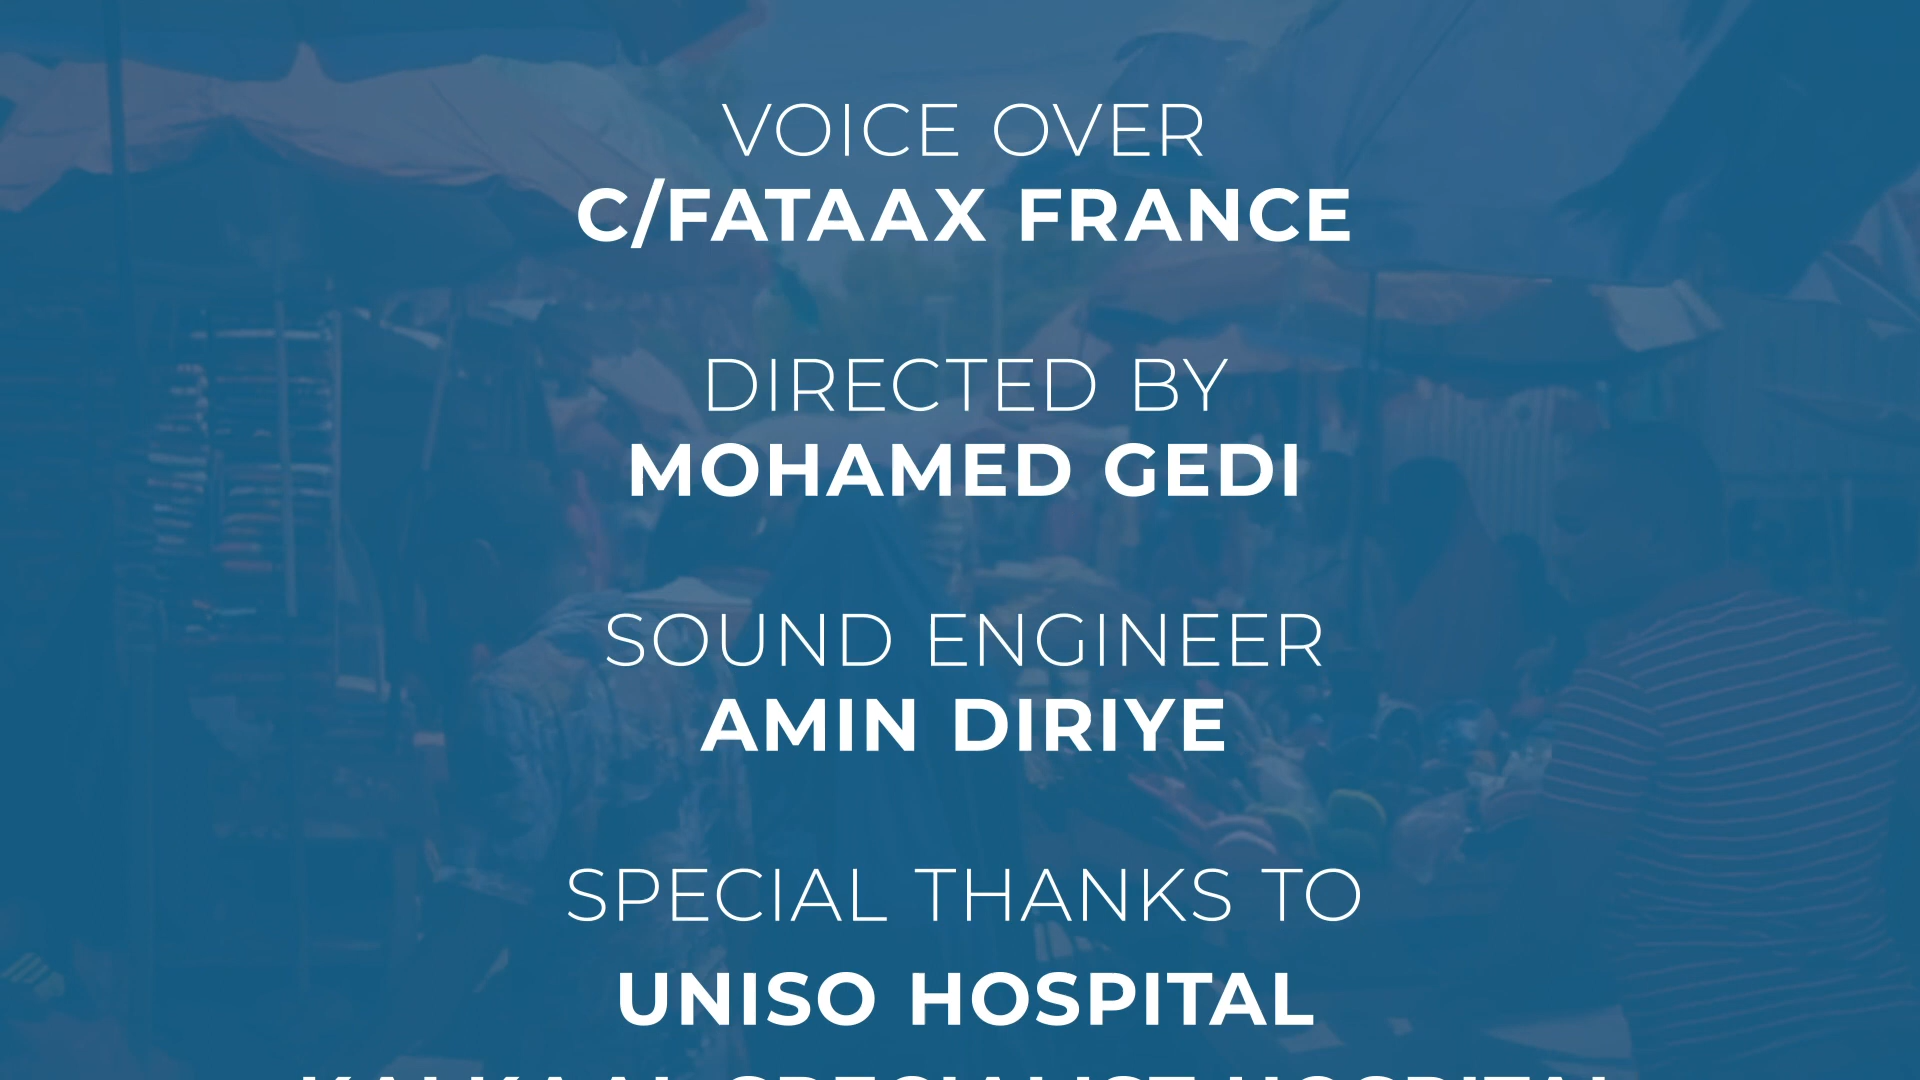 VOICE OVER
C/FATAAX FRANCE
DIRECTED BY
MOHAMED GEDI
SOUND ENGINEER
AMIN DIRIYE
SPECIAL THANKS TO
UNISO HOSPITAL